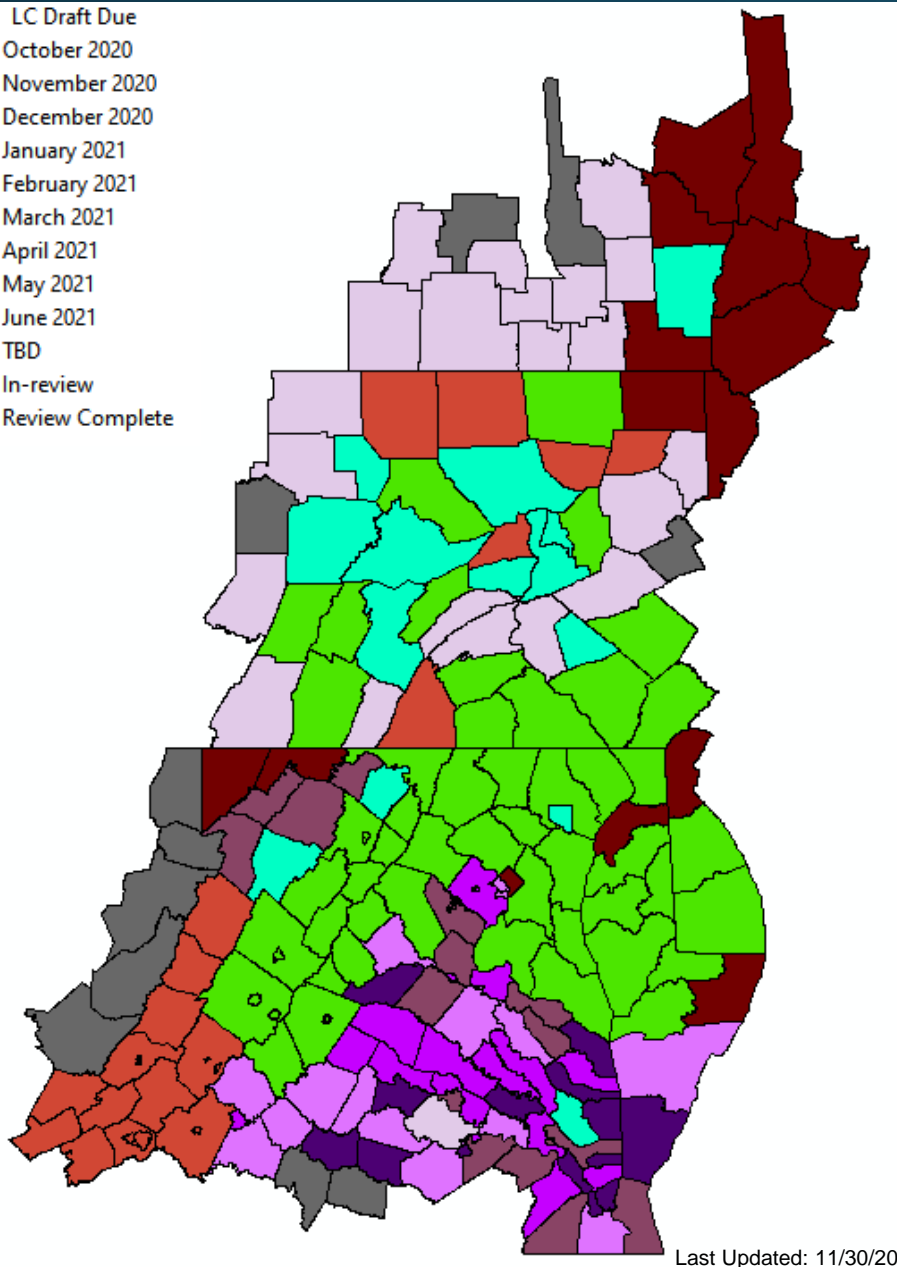 LC Draft Due
October 2020
November 2020
December 2020
January 2021
February 2021
March 2021
April 2021
May 2021
June 2021
TBD
In-review
Review Complete
Last Updated: 11/30/20